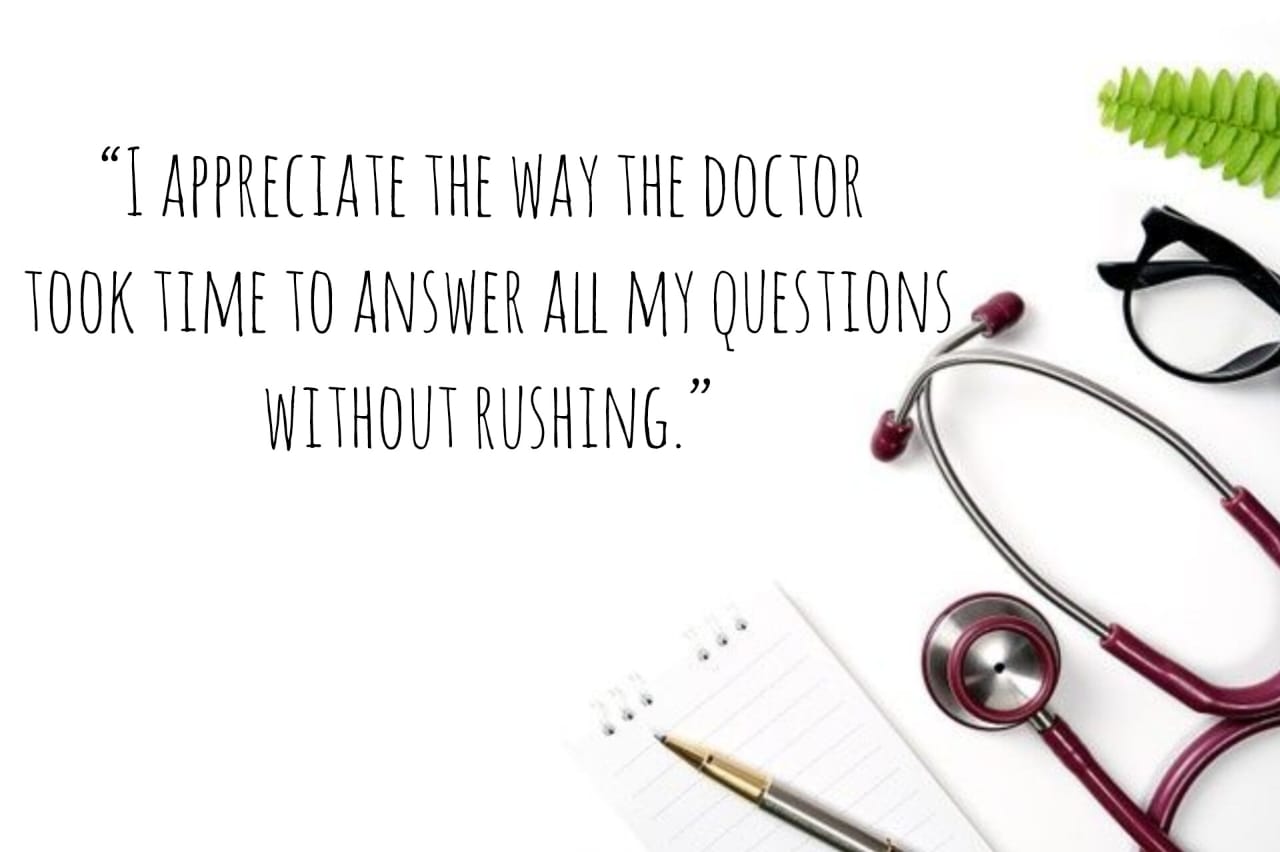 “I APPRECIATE THE WAY THE DOCTOR
TOOK TIME TO ANSWER ALL MY QUESTIONS
WITHOUT RUSHING.”